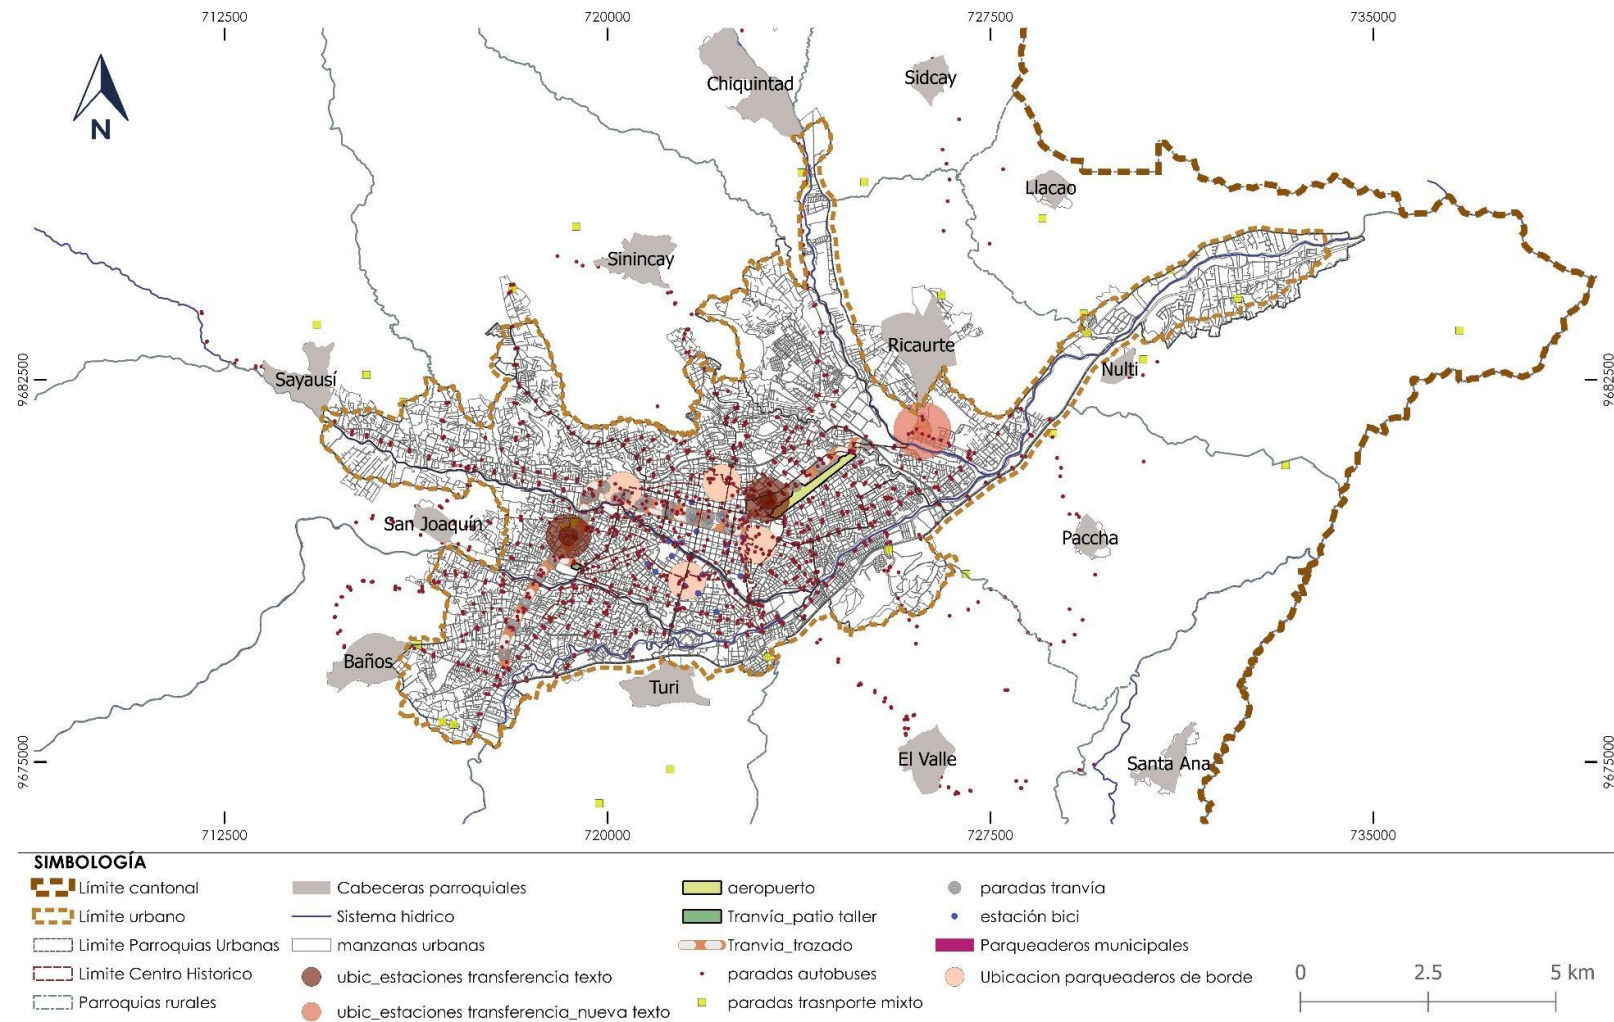 712500 720000 727500 735000
Chiquintad
Sidcay
N
Llacao
Sinincay
Ricaurte
9682500
Sayausí
Nulti
9682500
San Joaquín
Paccha
Baños
Turi
El Valle
Santa Ana
9675000
9675000
712500 720000 727500 735000
SIMBOLOGÍA
Límite cantonal
Límite urbano
Limite Parroquias Urbanas
Limite Centro Historico
Parroquias rurales
Cabeceras parroquiales
Sistema hidrico
manzanas urbanas
ubic_estaciones transferencia texto
ubic_estaciones transferencia_nueva texto
aeropuerto
Tranvía_patio taller
Tranvia_trazado
paradas autobuses
paradas trasnporte mixto
paradas tranvía
estación bici
Parqueaderos municipales
Ubicacion parqueaderos de borde
0 2.5 5 km